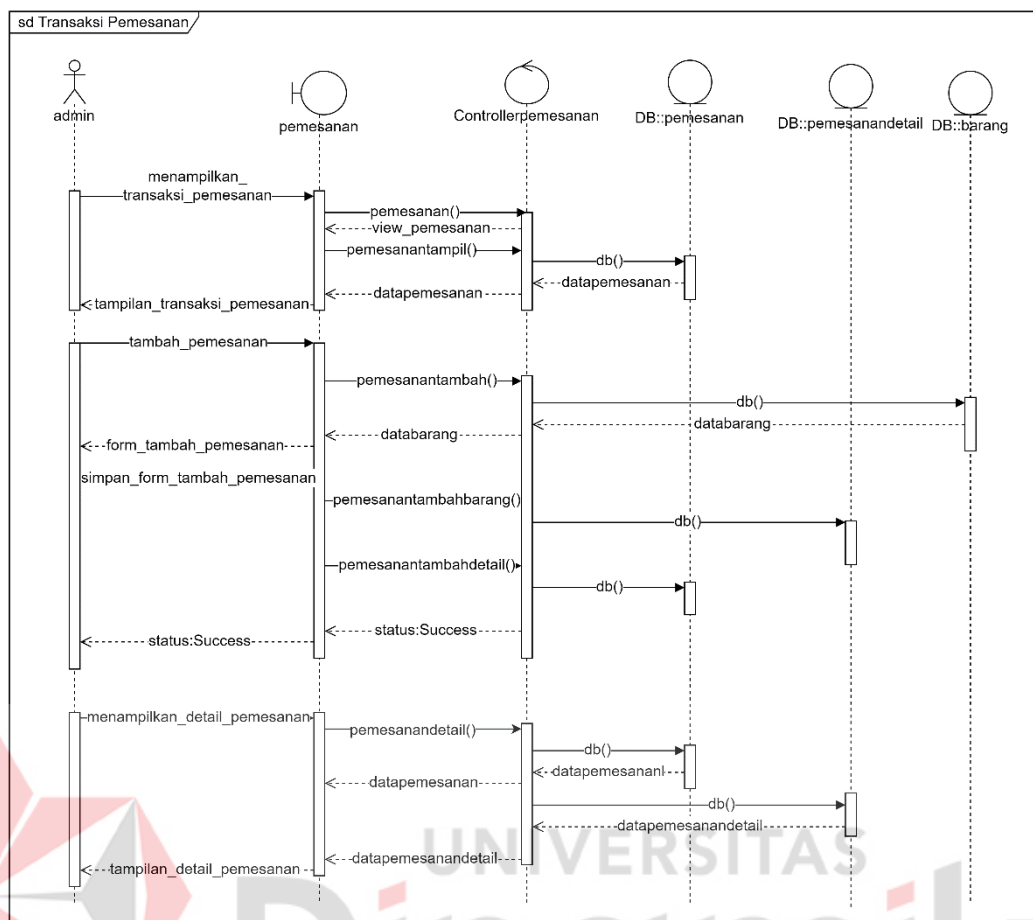 sd Transaksi Pemesanan
admin
pemesanan
Controllerpemesanan
DB::pemesanan
DB::pemesanandetail
DB::barang
menampilkan_
transaksi_pemesanan
pemesanan()
view_pemesanan
pemesanantampil()
db()
datapemesanan
datapemesanan
tampilan_transaksi_pemesanan
tambah_pemesanan
pemesanantambah()
db()
databarang
databarang
form_tambah_pemesanan
simpan_form_tambah_pemesanan
pemesanantambahbarang()
db()
pemesanantambahdetail()
db()
status:Success
status:Success
menampilkan_detail_pemesanan
pemesanandetail()
db()
datapemesananl
datapemesanan
db()
datapemesanandetail
datapemesanandetail
tampilan_detail_pemesanan
UNIVERSITAS